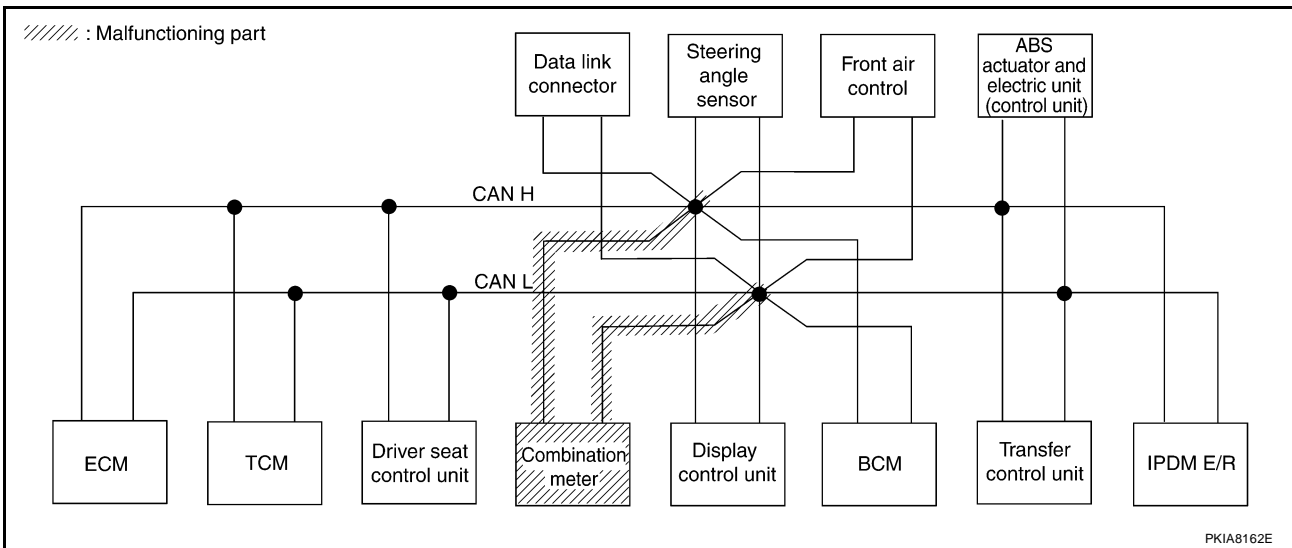 : Malfunctioning part
Data link
connector
Steering
angle
sensor
Front air
control
ABS
actuator and
electric unit
(control unit)
CAN H
CAN L
ECM
TCM
Driver seat
control unit
Combination
meter
Display
control unit
BCM
Transfer
control unit
IPDM E/R
PKIA8162E